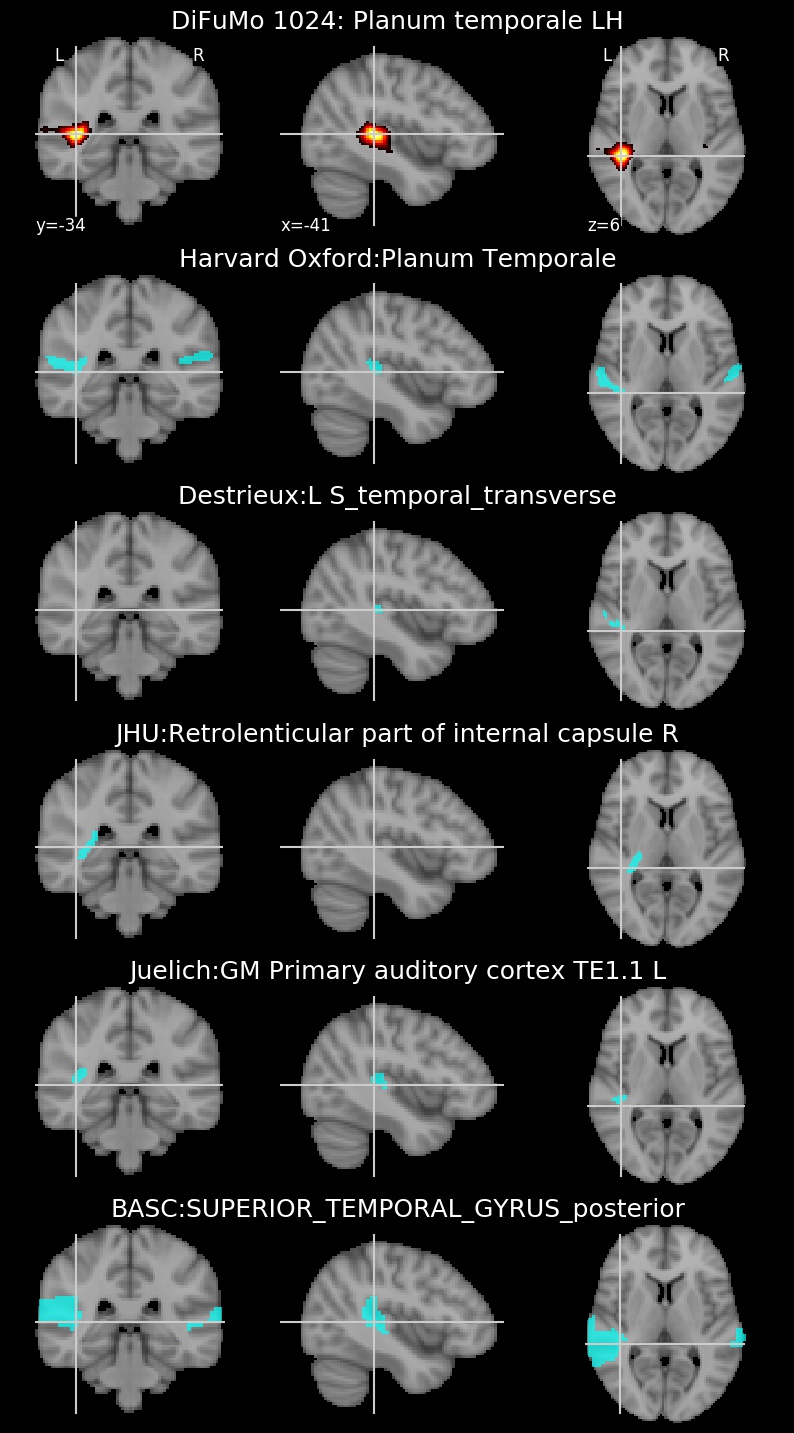 DiFuMo 1024: Planum temporale LH
L R L R
y=-34 x=-41 z=6
Harvard Oxford:Planum Temporale
Destrieux:L S_temporal_transverse
JHU:Retrolenticular part of internal capsule R
Juelich:GM Primary auditory cortex TE1.1 L
BASC:SUPERIOR_TEMPORAL_GYRUS_posterior